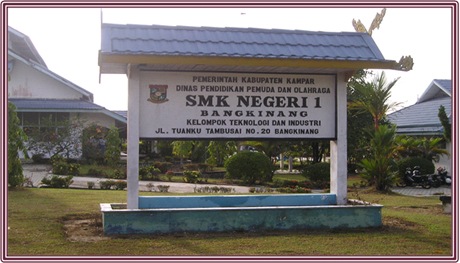 PEMERINTAH KABUPATEN KAMPAR
DINAS PENDIDIKAN PEMUDA DAN OLAHRAGA
SMK NEGERI 1
BANGKINANG
KELOMPOK TEKNOLOGI DAN INDUSTRI
JL. TUANKU TAMBUSAI NO. 20 BANGKINANG